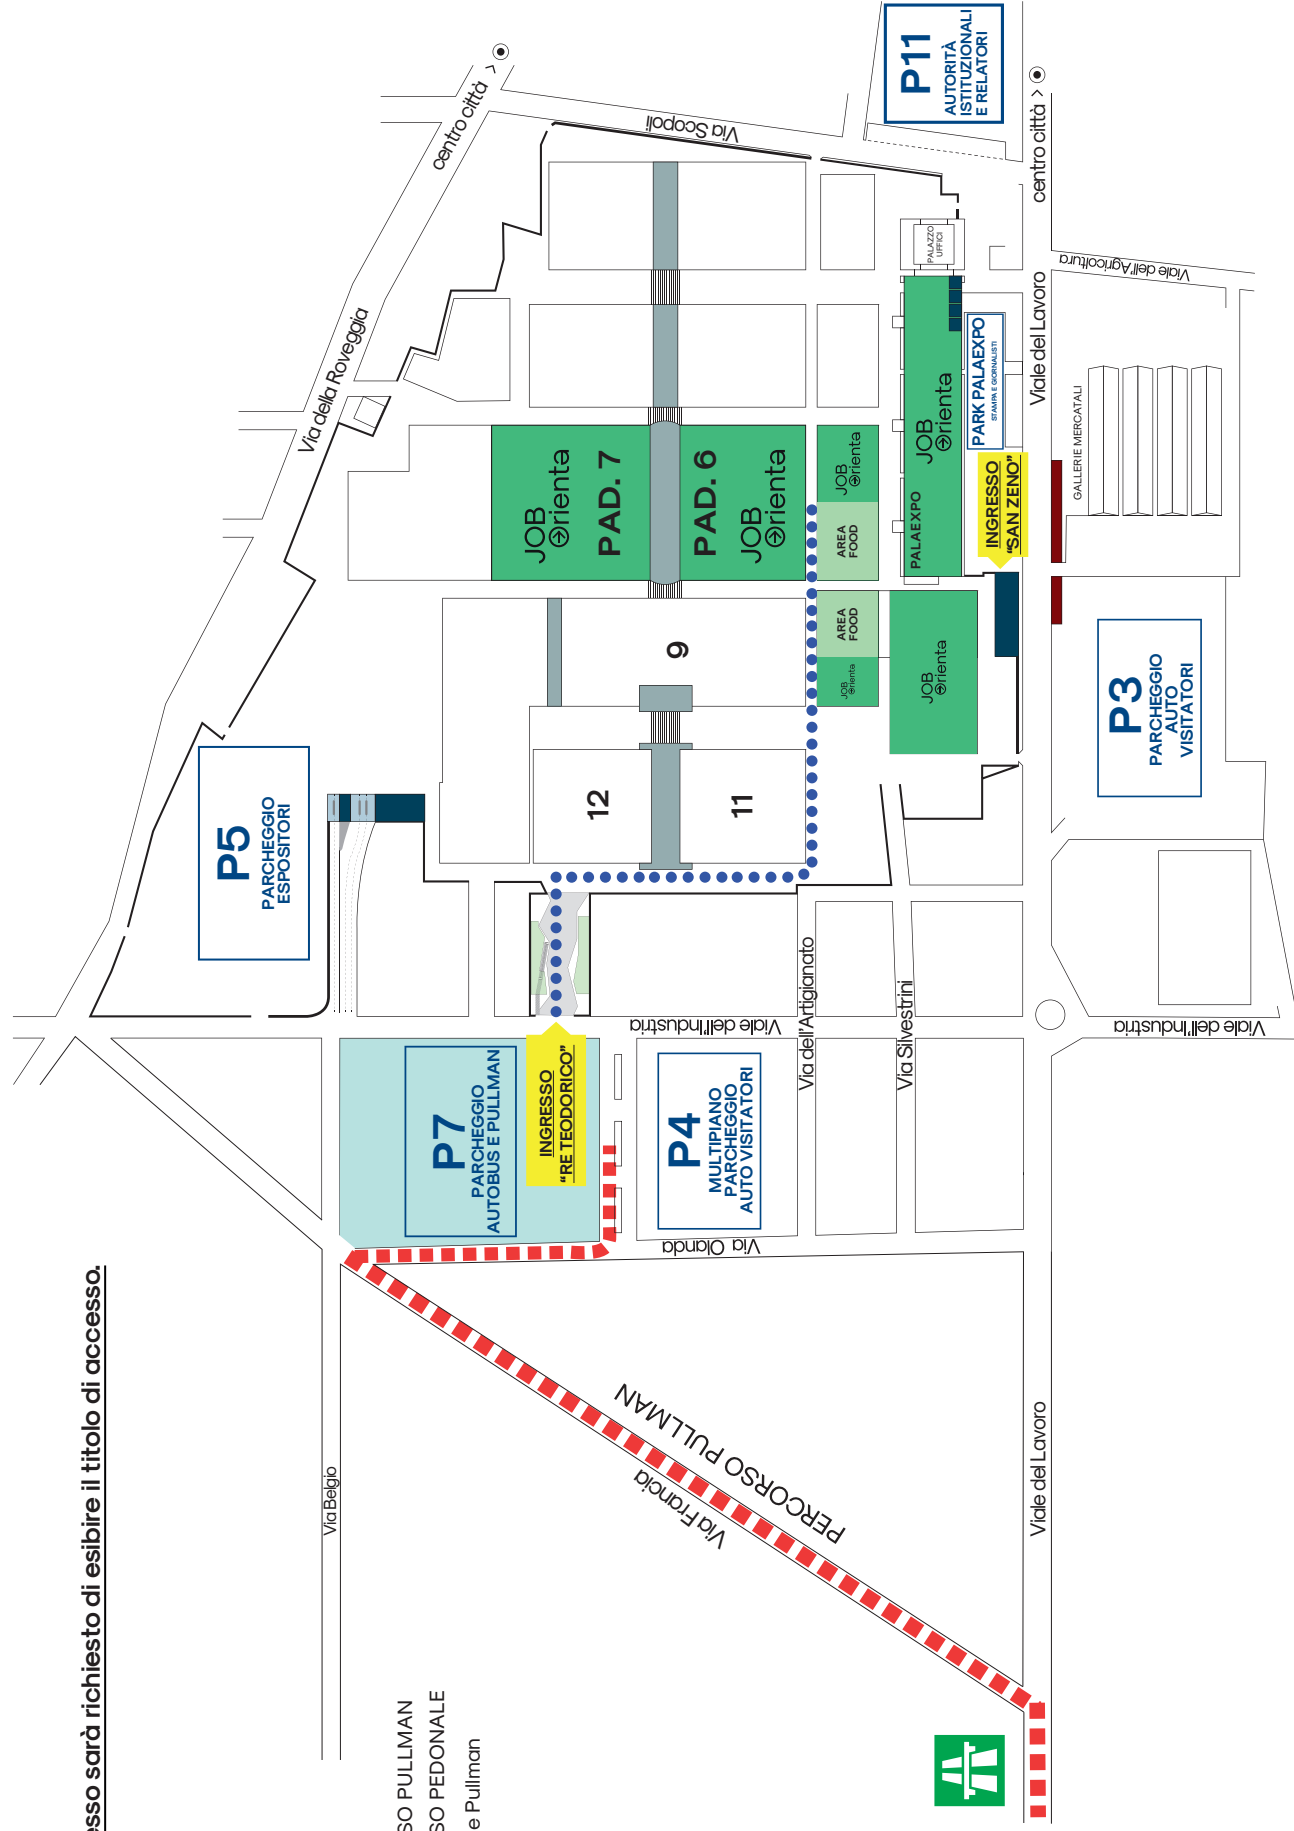 esso sarà richiesto di esibire il titolo di accesso.
SO PULLMAN
SO PEDONALE
e Pullman
Via Belgio
Via Francia
PERCORSO PULLMAN
Viale del Lavoro
Via Olanda
P7
PARCHEGGIO
AUTOBUS E PULLMAN
INGRESSO
"RE TEODORICO"
P4
MULTIPIANO
PARCHEGGIO
AUTO VISITATORI
Viale dell'Industria
Via dell'Artigianato
Via Silvestrini
Viale dell'Industria
P5
PARCHEGGIO
ESPOSITORI
12
11
9
P3
PARCHEGGIO
AUTO
VISITATORI
JOB
Orienta
AREA
FOOD
JOB
Orienta
JOB
Orienta
PAD. 7
PAD. 6
JOB
Orienta
AREA
FOOD
JOB
Orienta
PALAEXPO
JOB
Orienta
INGRESSO
"SAN ZENO"
PARK PALAEXPO
STAMPA E GIORNALISTI
GALLERIE MERCATALI
Via della Roveggia
Viale del Lavoro
Viale dell'Agricoltura
PALAZZO
UFFICI
Via Scopoli
centro città >
centro città >
P11
AUTORITÀ
ISTITUZIONALI
E RELATORI